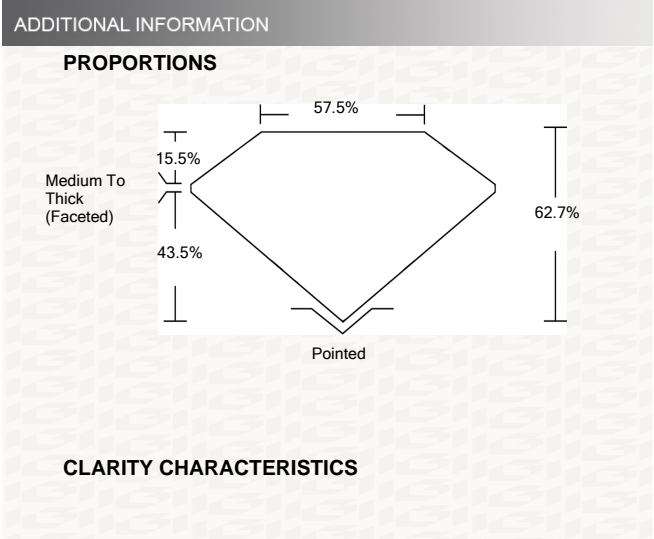 ADDITIONAL INFORMATION
PROPORTIONS
57.5%
15.5%
Medium To
Thick
(Faceted)
62.7%
43.5%
Pointed
CLARITY CHARACTERISTICS